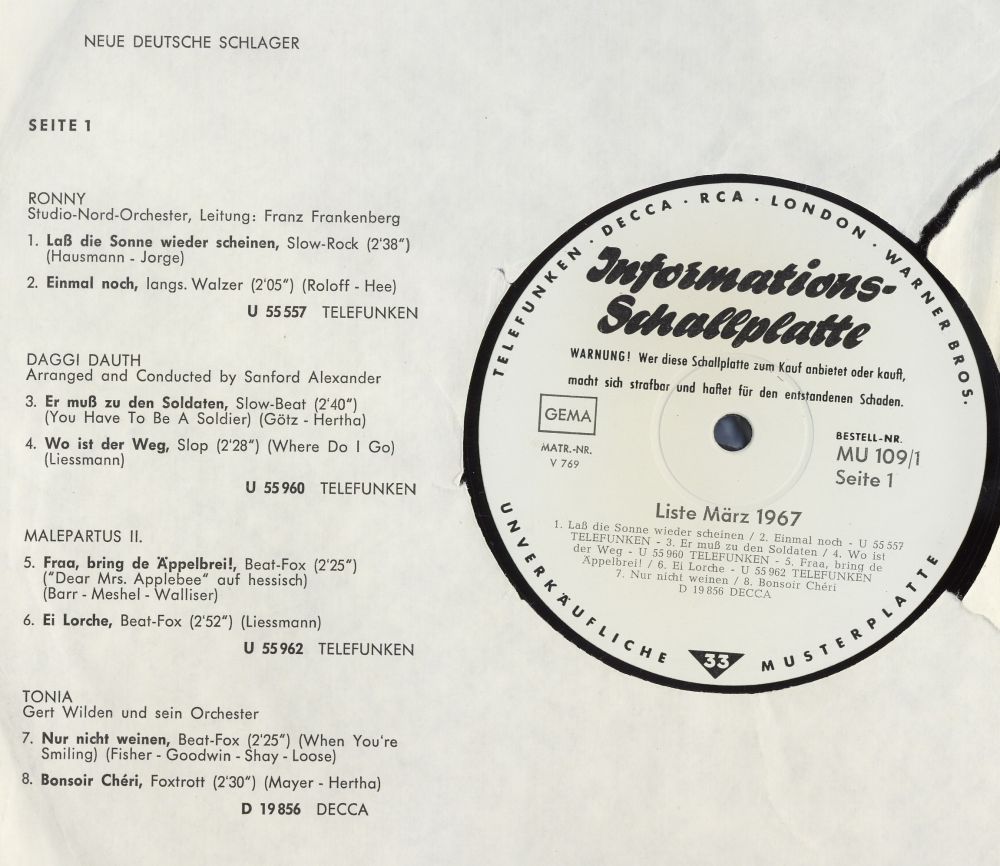 NEUE DEUTSCHE SCHLAGER
SEITE 1
RONNY
Studio-Nord-Orchester, Leitung: Franz Frankenberg
1. Laß die Sonne wieder scheinen, Slow-Rock (2'38")
(Hausmann - Jorge)
2. Einmal noch, langs. Walzer (2'05") (Roloff - Hee)
U 55 557 TELEFUNKEN
DAGGI DAUTH
Arranged and Conducted by Sanford Alexander
3. Er muß zu den Soldaten, Slow-Beat (2'40")
(You Have To Be A Soldier) (Götz - Hertha)
4. Wo ist der Weg, Slop (2'28") (Where Do I Go)
(Liessmann)
U 55 960 TELEFUNKEN
MALEPARTUS II.
5. Fraa, bring de Äppelbrei!, Beat-Fox (2'25")
("Dear Mrs. Applebee" auf hessisch)
(Barr - Meshel - Walliser)
6. Ei Lorche, Beat-Fox (2'52") (Liessmann)
U 55 962 TELEFUNKEN
TONIA
Gert Wilden und sein Orchester
7. Nur nicht weinen, Beat-Fox (2'25") (When You're
Smiling) (Fisher - Goodwin - Shay - Loose)
8. Bonsoir Chéri, Foxtrott (2'30") (Mayer - Hertha)
D 19 856 DECCA
TELEFUNKEN · DECCA · RCA · LONDON · WARNER BROS.
Informations-
Schallplatte
WARNUNG! Wer diese Schallplatte zum Kauf anbietet oder kauft,
macht sich strafbar und haftet für den entstandenen Schaden.
GEMA
MATR.-NR.
V 769
BESTELL-NR.
MU 109/1
Seite 1
Liste März 1967
1. Laß die Sonne wieder scheinen / 2. Einmal noch - U 55 557
TELEFUNKEN - 3. Er muß zu den Soldaten / 4. Wo ist
der Weg - U 55 960 TELEFUNKEN - 5. Fraa, bring de
Äppelbrei! / 6. Ei Lorche - U 55 962 TELEFUNKEN
7. Nur nicht weinen / 8. Bonsoir Chéri
D 19 856 DECCA
UNVERKÄUFLICHE 33 MUSTERPLATTE